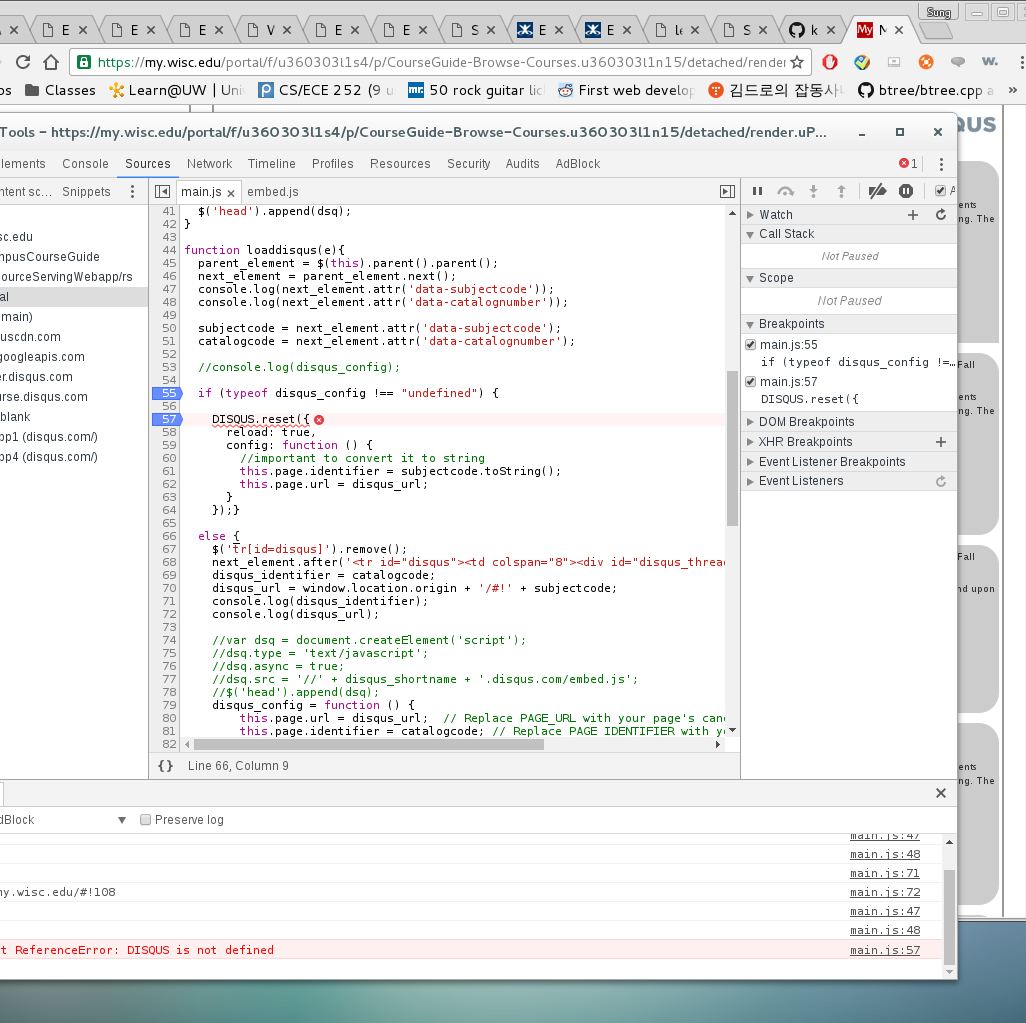 Sung
E
E
E
V
E
E
S
E
E
le
S
k
My
https://my.wisc.edu/portal/f/u360303l1s4/p/CourseGuide-Browse-Courses.u360303l1n15/detached/render
ps Classes Learn@UW | Uni CS/ECE 252 (9 u 50 rock guitar lic First web develop 김드로의 잡동사니 btree/btree.cpp a »
QUS
Tools - https://my.wisc.edu/portal/f/u360303l1s4/p/CourseGuide-Browse-Courses.u360303l1n15/detached/render.uP...
lements Console Sources Network Timeline Profiles Resources Security Audits AdBlock 1
ntent sc... Snippets main.js embed.js
sc.edu
mpusCourseGuide
sourceServingWebapp/rs
al
main)
uscdn.com
googleapis.com
er.disqus.com
urse.disqus.com
blank
pp1 (disqus.com/)
pp4 (disqus.com/)
41 $('head').append(dsq);
42 }
43
44 function loaddisqus(e){
45 parent_element = $(this).parent().parent();
46 next_element = parent_element.next();
47 console.log(next_element.attr('data-subjectcode'));
48 console.log(next_element.attr('data-catalognumber'));
49
50 subjectcode = next_element.attr('data-subjectcode');
51 catalogcode = next_element.attr('data-catalognumber');
52
53 //console.log(disqus_config);
54
55 if (typeof disqus_config !== "undefined") {
56
57 DISQUS.reset({
58 reload: true,
59 config: function () {
60 //important to convert it to string
61 this.page.identifier = subjectcode.toString();
62 this.page.url = disqus_url;
63 }
64 });}
65
66 else {
67 $('tr[id=disqus]').remove();
68 next_element.after('<tr id="disqus"><td colspan="8"><div id="disqus_threa
69 disqus_identifier = catalogcode;
70 disqus_url = window.location.origin + '/#!' + subjectcode;
71 console.log(disqus_identifier);
72 console.log(disqus_url);
73
74 //var dsq = document.createElement('script');
75 //dsq.type = 'text/javascript';
76 //dsq.async = true;
77 //dsq.src = '//' + disqus_shortname + '.disqus.com/embed.js';
78 //$('head').append(dsq);
79 disqus_config = function () {
80 this.page.url = disqus_url; // Replace PAGE_URL with your page's can
81 this.page.identifier = catalogcode; // Replace PAGE_IDENTIFIER with y
82
{} Line 66, Column 9
A
Watch
Call Stack
Not Paused
Scope
Not Paused
Breakpoints
main.js:55
if (typeof disqus_config !=...
main.js:57
DISQUS.reset({
DOM Breakpoints
XHR Breakpoints
Event Listener Breakpoints
Event Listeners
ents
ng. The
Fall
ents
ng. The
Fall
nd upon
ents
ng. The
dBlock Preserve log
main.js:47
main.js:48
main.js:71
ny.wisc.edu/#!108 main.js:72
main.js:47
main.js:48
t ReferenceError: DISQUS is not defined main.js:57